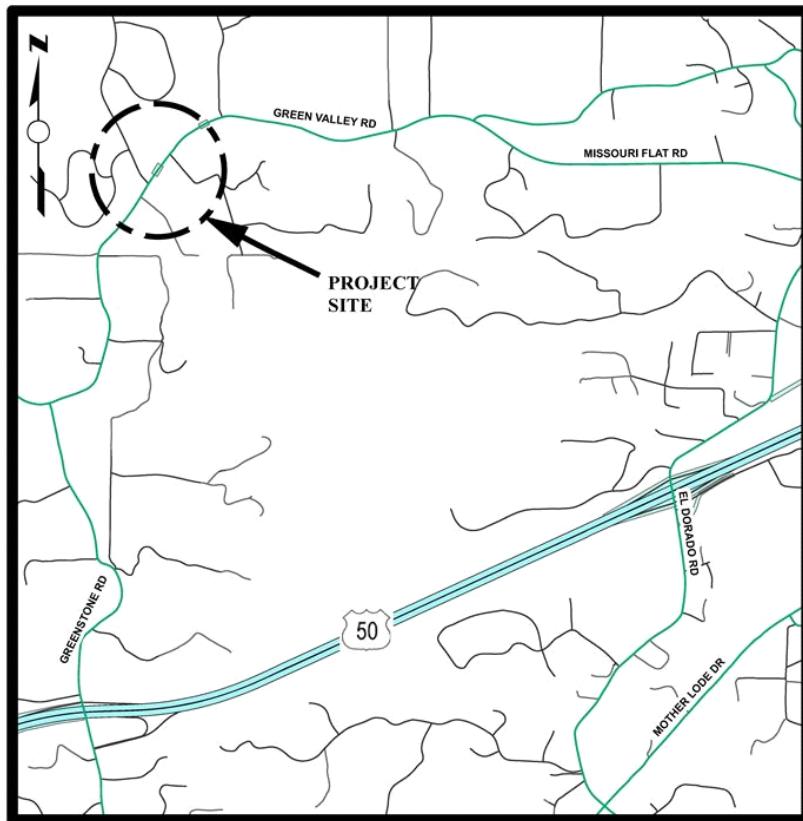 N
GREEN VALLEY RD
MISSOURI FLAT RD
PROJECT
SITE
EL DORADO RD
GREENSTONE RD
50
MOTHER LODE DR